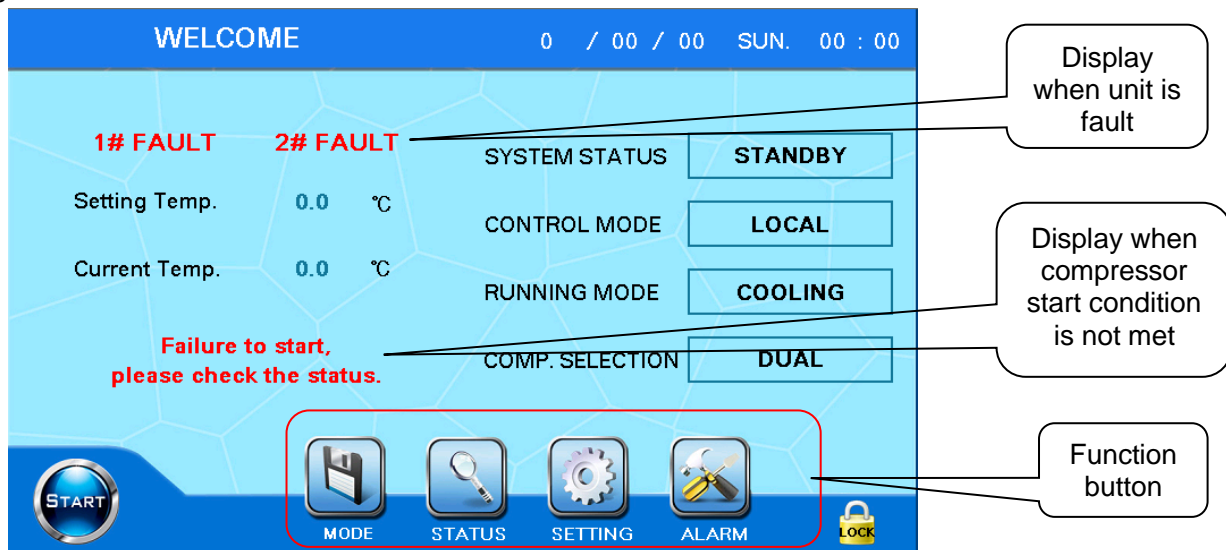 WELCOME 0 / 00 / 00 SUN. 00 : 00
Display
when unit is
fault
1# FAULT 2# FAULT
SYSTEM STATUS STANDBY
Setting Temp. 0.0 ℃
CONTROL MODE LOCAL
Display when
compressor
start condition
is not met
Current Temp. 0.0 ℃
RUNNING MODE COOLING
Failure to start,
please check the status.
COMP. SELECTION DUAL
Function
button
START
MODE STATUS SETTING ALARM
LOCK